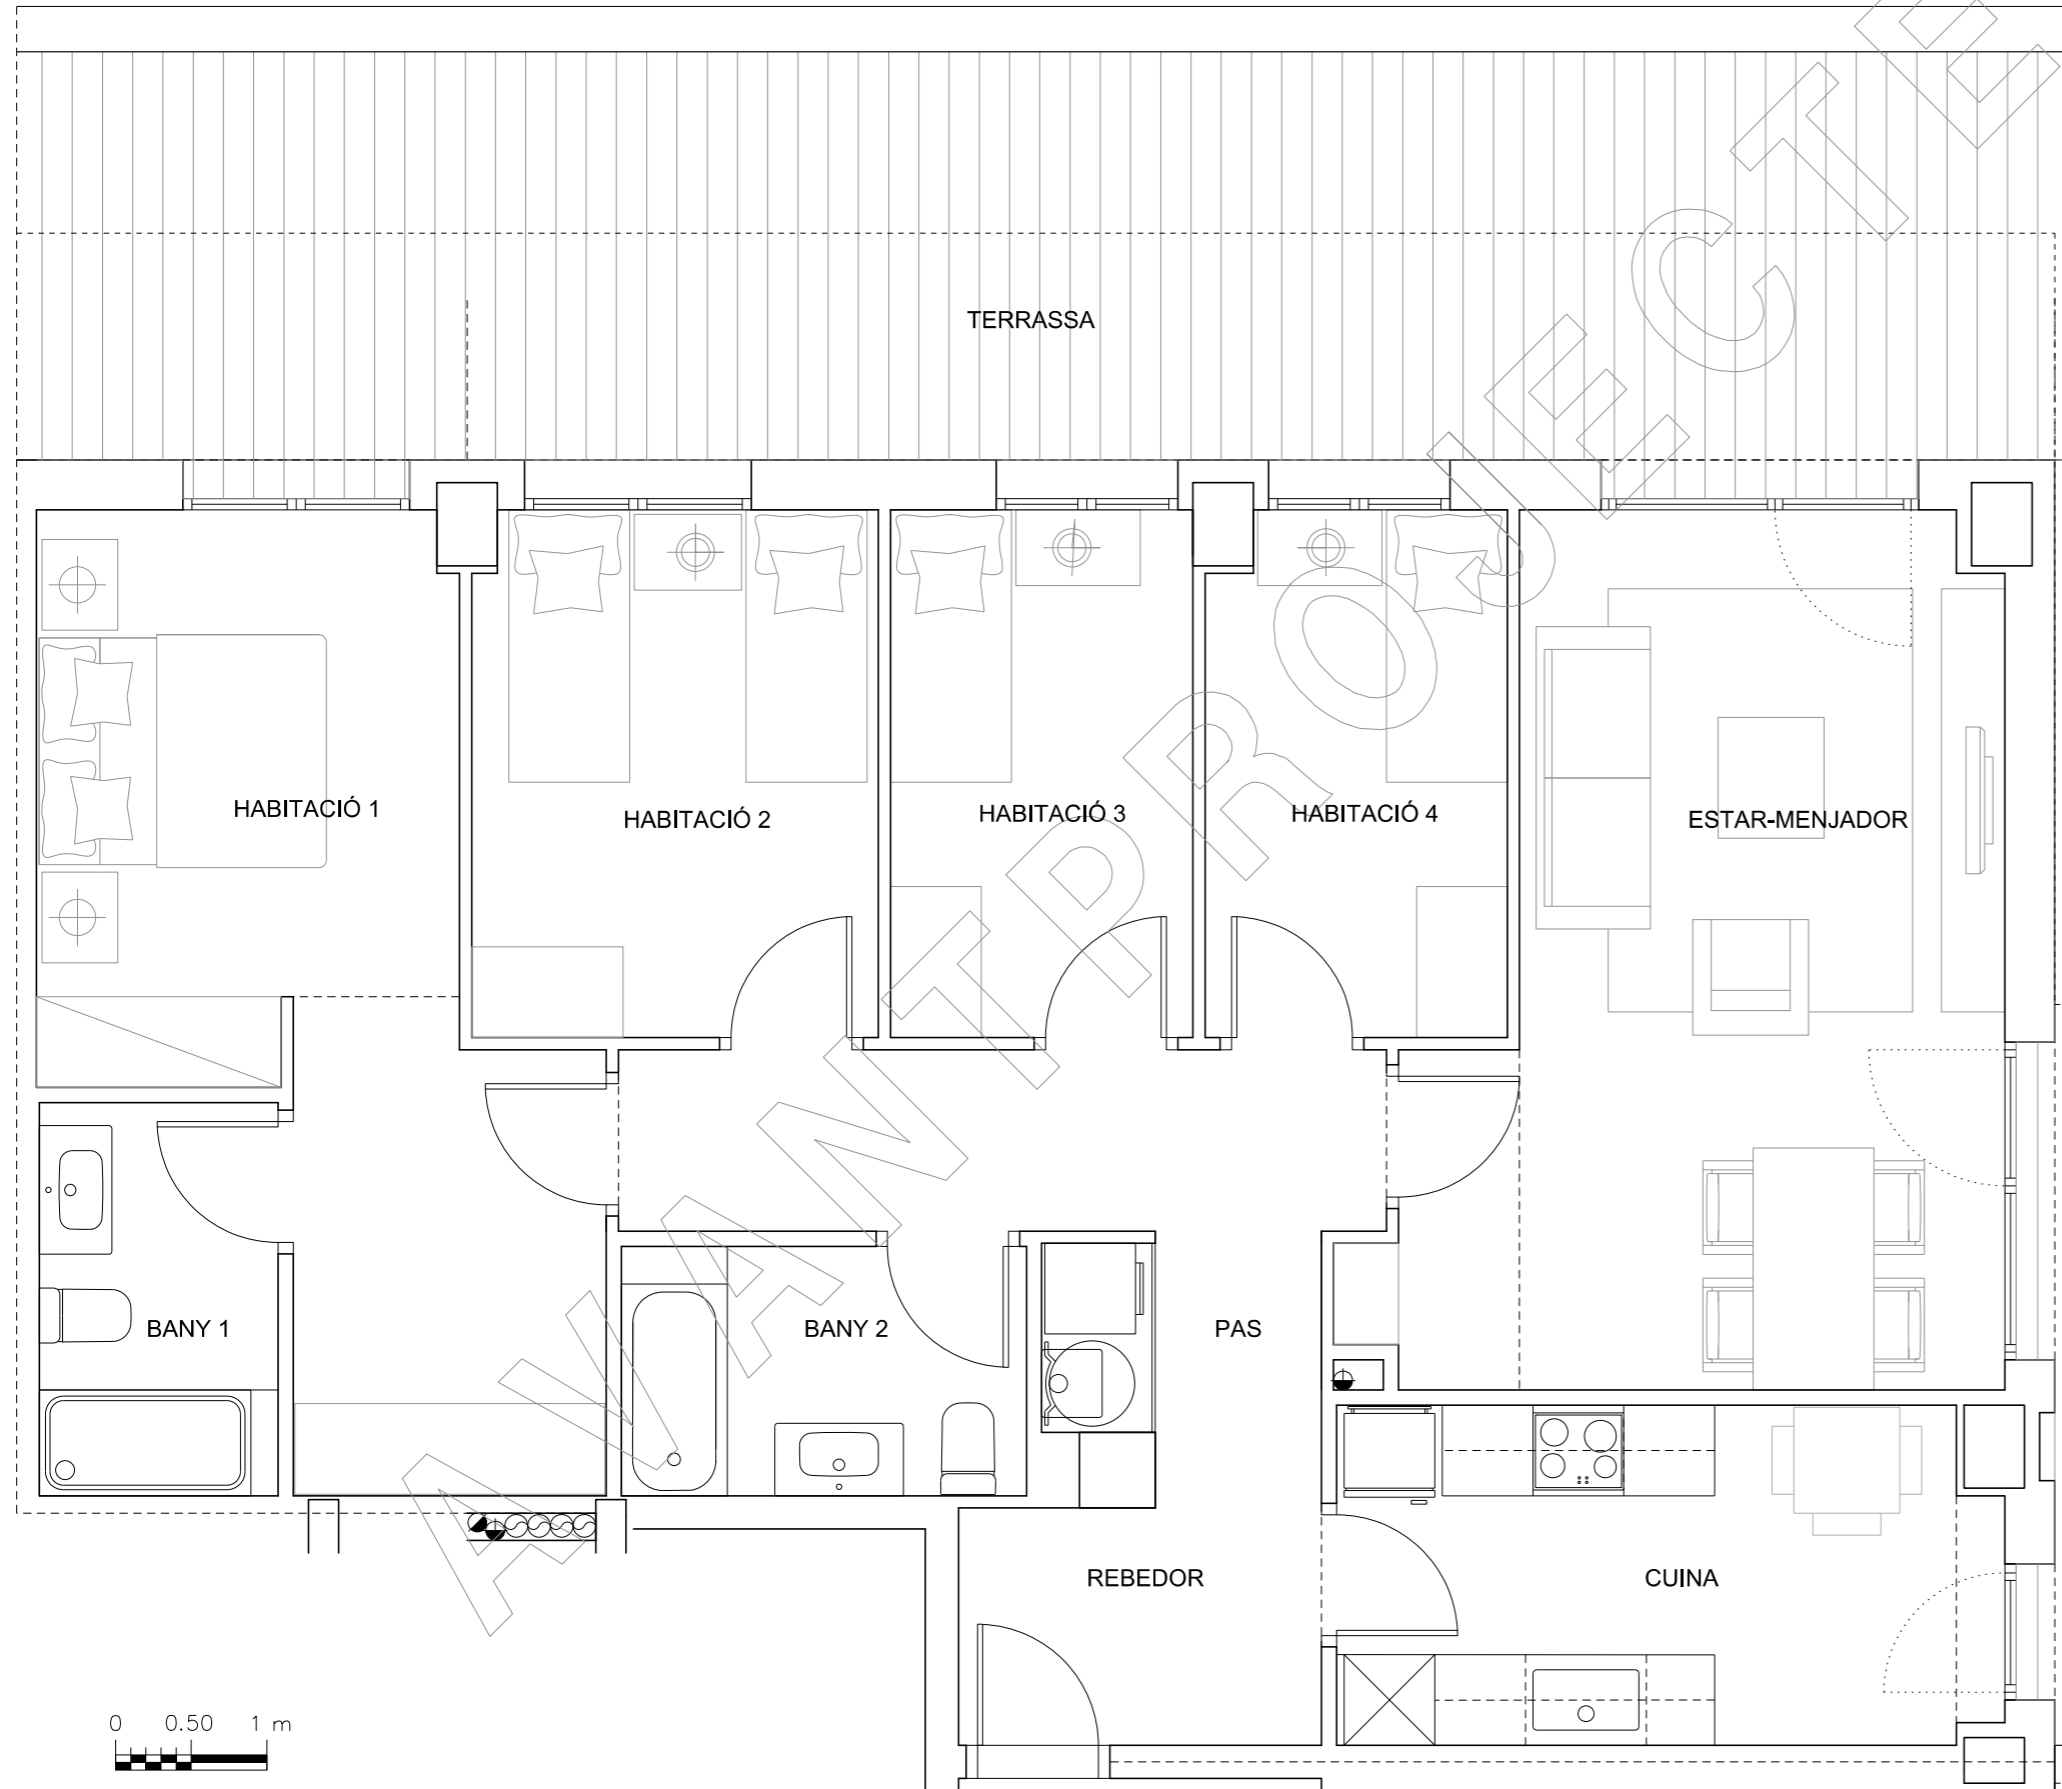 TERRASSA
HABITACIÓ 1
HABITACIÓ 2
HABITACIÓ 3
HABITACIÓ 4
ESTAR-MENJADOR
BANY 1
BANY 2
PAS
REBEDOR
CUINA
0 0.50 1 m
AVANTPROJECTE